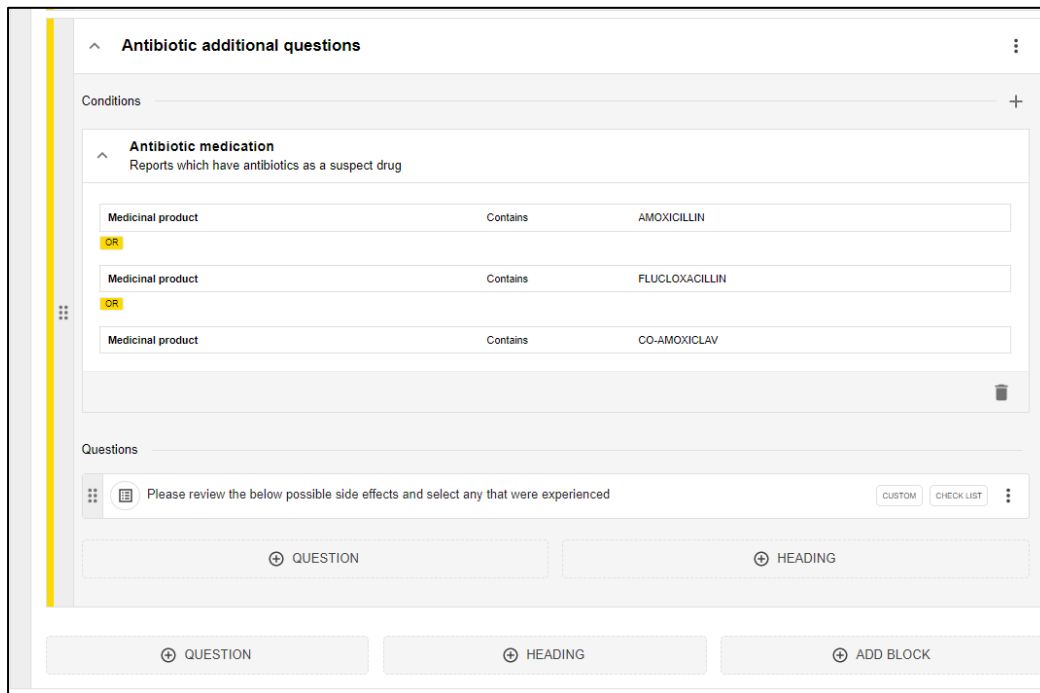 Antibiotic additional questions
Conditions
Antibiotic medication
Reports which have antibiotics as a suspect drug
Medicinal product Contains AMOXICILLIN
OR
Medicinal product Contains FLUCLOXACILLIN
OR
Medicinal product Contains CO-AMOXICLAV
Questions
Please review the below possible side effects and select any that were experienced CUSTOM CHECK LIST
QUESTION HEADING
QUESTION HEADING ADD BLOCK